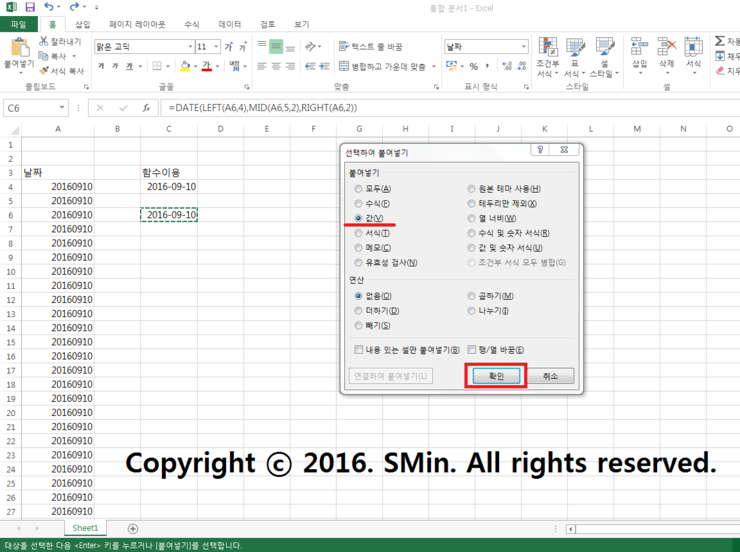 통합 문서1 - Excel
파일 홈 삽입 페이지 레이아웃 수식 데이터 검토 보기
붙여넣기
잘라내기
복사
서식 복사
클립보드
맑은 고딕 11
가 가 가
글꼴
텍스트 줄 바꿈
병합하고 가운데 맞춤
맞춤
날짜
%
표시 형식
조건부 서식
표 서식
셀 스타일
스타일
삽입 삭제 서식
셀
자동
채우
지우
C6 fx =DATE(LEFT(A6,4),MID(A6,5,2),RIGHT(A6,2))
A B C D E F G H I J K L M N O
1
2
3 날짜 함수이용
4 20160910 2016-09-10
5 20160910
6 20160910 2016-09-10
7 20160910
8 20160910
9 20160910
10 20160910
11 20160910
12 20160910
13 20160910
14 20160910
15 20160910
16 20160910
17 20160910
18 20160910
19 20160910
20 20160910
21 20160910
22 20160910
23 20160910
24 20160910
25 20160910
26 20160910
27 20160910
선택하여 붙여넣기
붙여넣기
모두(A) 원본 테마 사용(H)
수식(F) 테두리만 제외(X)
값(V) 열 너비(W)
서식(T) 수식 및 숫자 서식(R)
메모(C) 값 및 숫자 서식(U)
유효성 검사(N) 조건부 서식 모두 병합(G)
연산
없음(O) 곱하기(M)
더하기(D) 나누기(I)
빼기(S)
내용 있는 셀만 붙여넣기(B) 행/열 바꿈(E)
연결하여 붙여넣기(L) 확인 취소
Copyright ⓒ 2016. SMin. All rights reserved.
Sheet1
대상을 선택한 다음 <Enter> 키를 누르거나 [붙여넣기]를 선택합니다.